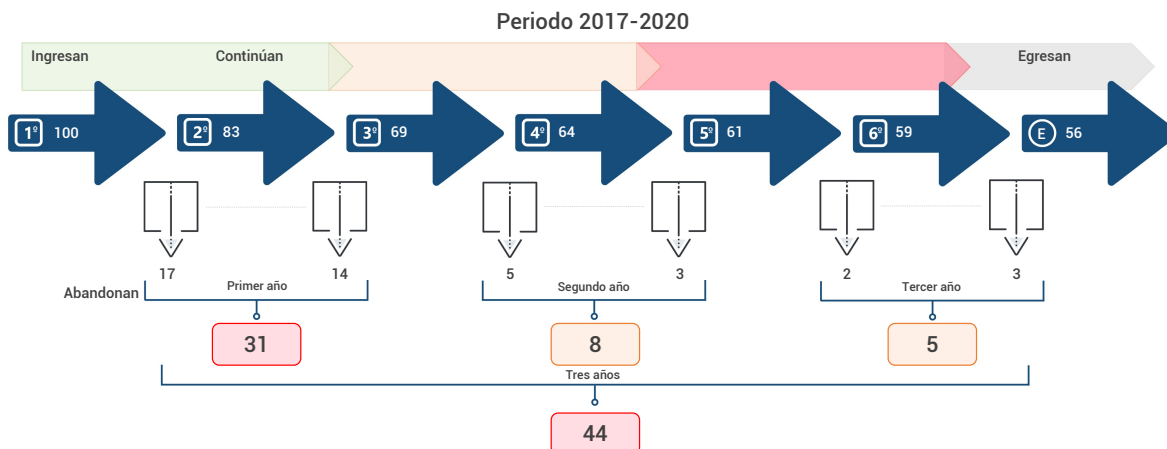 Periodo 2017-2020
Ingresan Continúan Egresan
1º 100 2º 83 3º 69 4º 64 5º 61 6º 59 E 56
17 14 5 3 2 3
Abandonan Primer año Segundo año Tercer año
31 8 5
Tres años
44